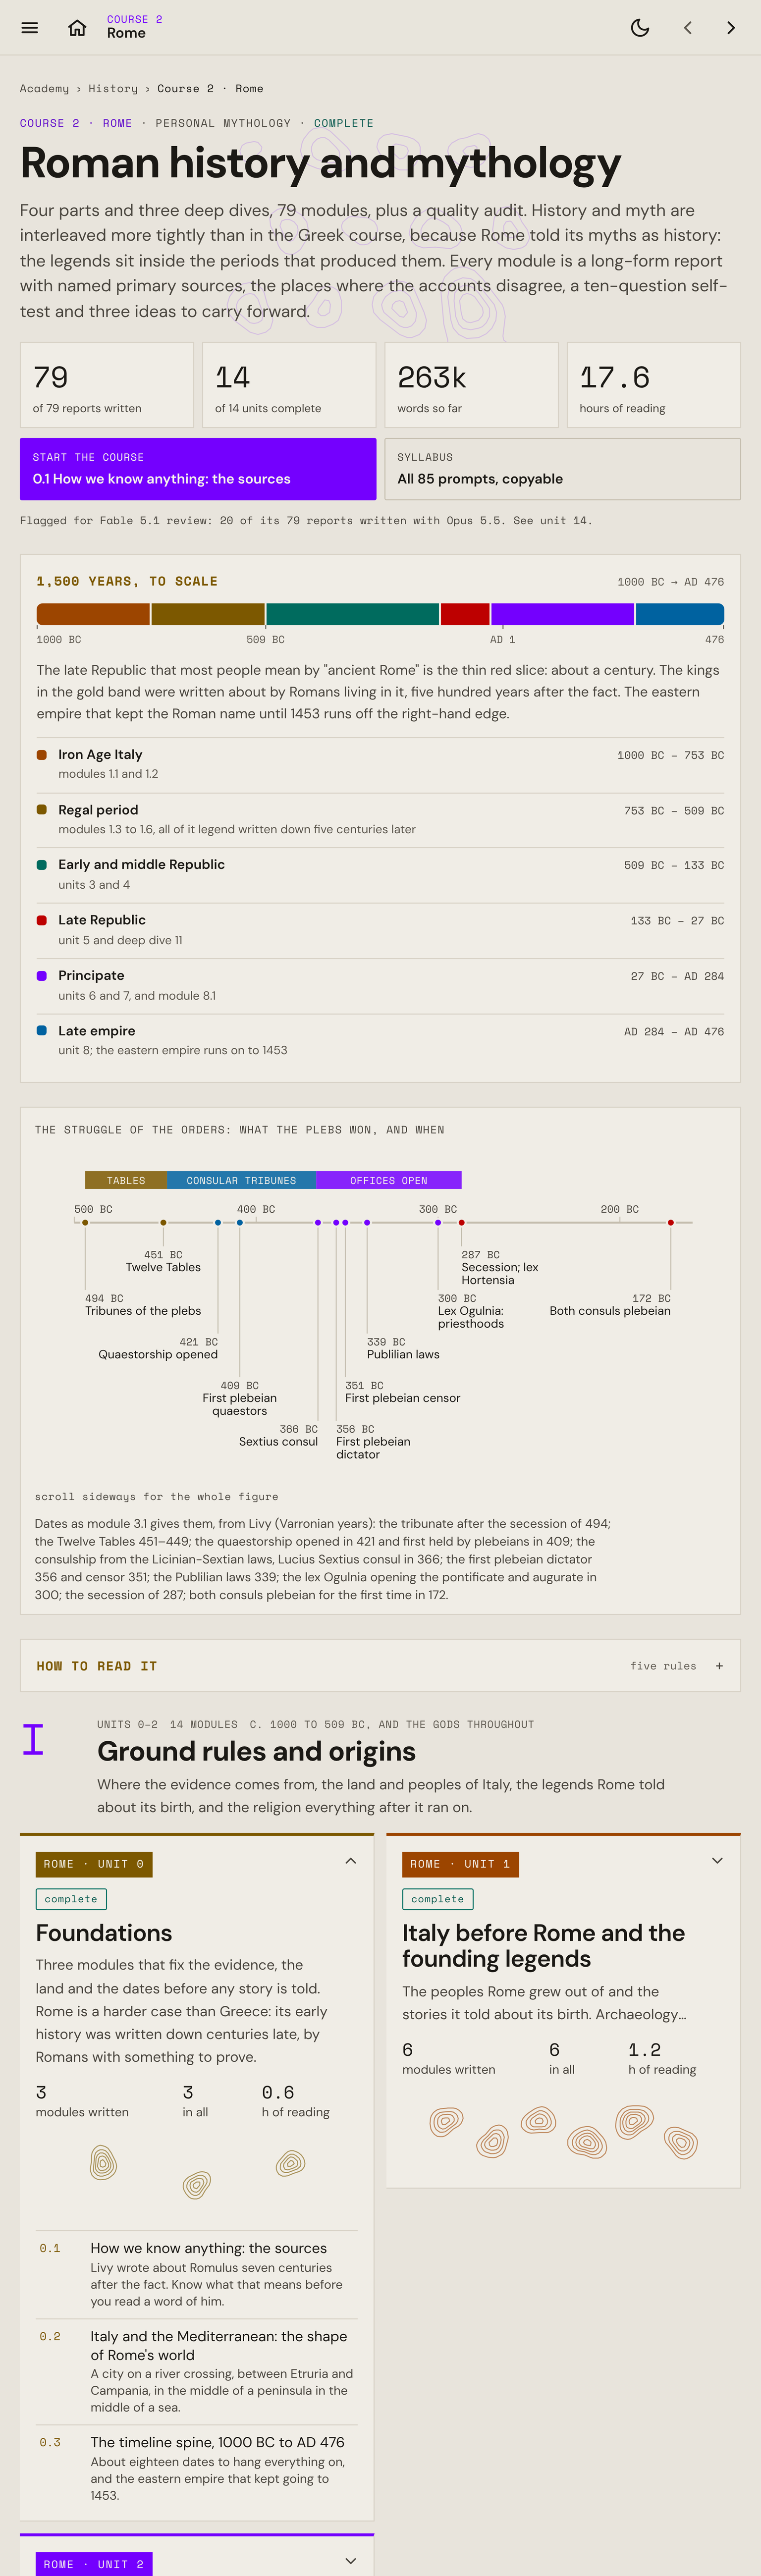 COURSE 2
Rome
Academy › History › Course 2 · Rome
COURSE 2 · ROME · PERSONAL MYTHOLOGY · COMPLETE
Roman history and mythology
Four parts and three deep dives, 79 modules, plus a quality audit. History and myth are
interleaved more tightly than in the Greek course, because Rome told its myths as history:
the legends sit inside the periods that produced them. Every module is a long-form report
with named primary sources, the places where the accounts disagree, a ten-question self-
test and three ideas to carry forward.
79
of 79 reports written
14
of 14 units complete
263k
words so far
17.6
hours of reading
START THE COURSE
0.1 How we know anything: the sources
SYLLABUS
All 85 prompts, copyable
Flagged for Fable 5.1 review: 20 of its 79 reports written with Opus 5.5. See unit 14.
1,500 YEARS, TO SCALE
1000 BC → AD 476
1000 BC
509 BC
AD 1
476
The late Republic that most people mean by "ancient Rome" is the thin red slice: about a century. The kings
in the gold band were written about by Romans living in it, five hundred years after the fact. The eastern
empire that kept the Roman name until 1453 runs off the right-hand edge.
Iron Age Italy
1000 BC – 753 BC
modules 1.1 and 1.2
Regal period
753 BC – 509 BC
modules 1.3 to 1.6, all of it legend written down five centuries later
Early and middle Republic
509 BC – 133 BC
units 3 and 4
Late Republic
133 BC – 27 BC
unit 5 and deep dive 11
Principate
27 BC – AD 284
units 6 and 7, and module 8.1
Late empire
AD 284 – AD 476
unit 8; the eastern empire runs on to 1453
THE STRUGGLE OF THE ORDERS: WHAT THE PLEBS WON, AND WHEN
TABLES
CONSULAR TRIBUNES
OFFICES OPEN
500 BC
400 BC
300 BC
200 BC
451 BC
Twelve Tables
287 BC
Secession; lex
Hortensia
494 BC
Tribunes of the plebs
300 BC
Lex Ogulnia:
priesthoods
172 BC
Both consuls plebeian
421 BC
Quaestorship opened
339 BC
Publilian laws
409 BC
First plebeian
quaestors
351 BC
First plebeian censor
366 BC
Sextius consul
356 BC
First plebeian
dictator
scroll sideways for the whole figure
Dates as module 3.1 gives them, from Livy (Varronian years): the tribunate after the secession of 494;
the Twelve Tables 451–449; the quaestorship opened in 421 and first held by plebeians in 409; the
consulship from the Licinian-Sextian laws, Lucius Sextius consul in 366; the first plebeian dictator
356 and censor 351; the Publilian laws 339; the lex Ogulnia opening the pontificate and augurate in
300; the secession of 287; both consuls plebeian for the first time in 172.
HOW TO READ IT
five rules +
I
UNITS 0–2 14 MODULES C. 1000 TO 509 BC, AND THE GODS THROUGHOUT
Ground rules and origins
Where the evidence comes from, the land and peoples of Italy, the legends Rome told
about its birth, and the religion everything after it ran on.
ROME · UNIT 0
complete
Foundations
Three modules that fix the evidence, the
land and the dates before any story is told.
Rome is a harder case than Greece: its early
history was written down centuries late, by
Romans with something to prove.
3
modules written
3
in all
0.6
h of reading
0.1
How we know anything: the sources
Livy wrote about Romulus seven centuries
after the fact. Know what that means before
you read a word of him.
0.2
Italy and the Mediterranean: the shape
of Rome's world
A city on a river crossing, between Etruria and
Campania, in the middle of a peninsula in the
middle of a sea.
0.3
The timeline spine, 1000 BC to AD 476
About eighteen dates to hang everything on,
and the eastern empire that kept going to
1453.
ROME · UNIT 1
complete
Italy before Rome and the
founding legends
The peoples Rome grew out of and the
stories it told about its birth. Archaeology...
6
modules written
6
in all
1.2
h of reading
ROME · UNIT 2